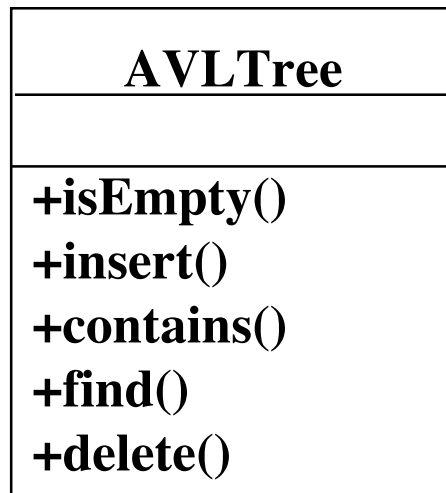 AVLTree
+isEmpty()
+insert()
+contains()
+find()
+delete()